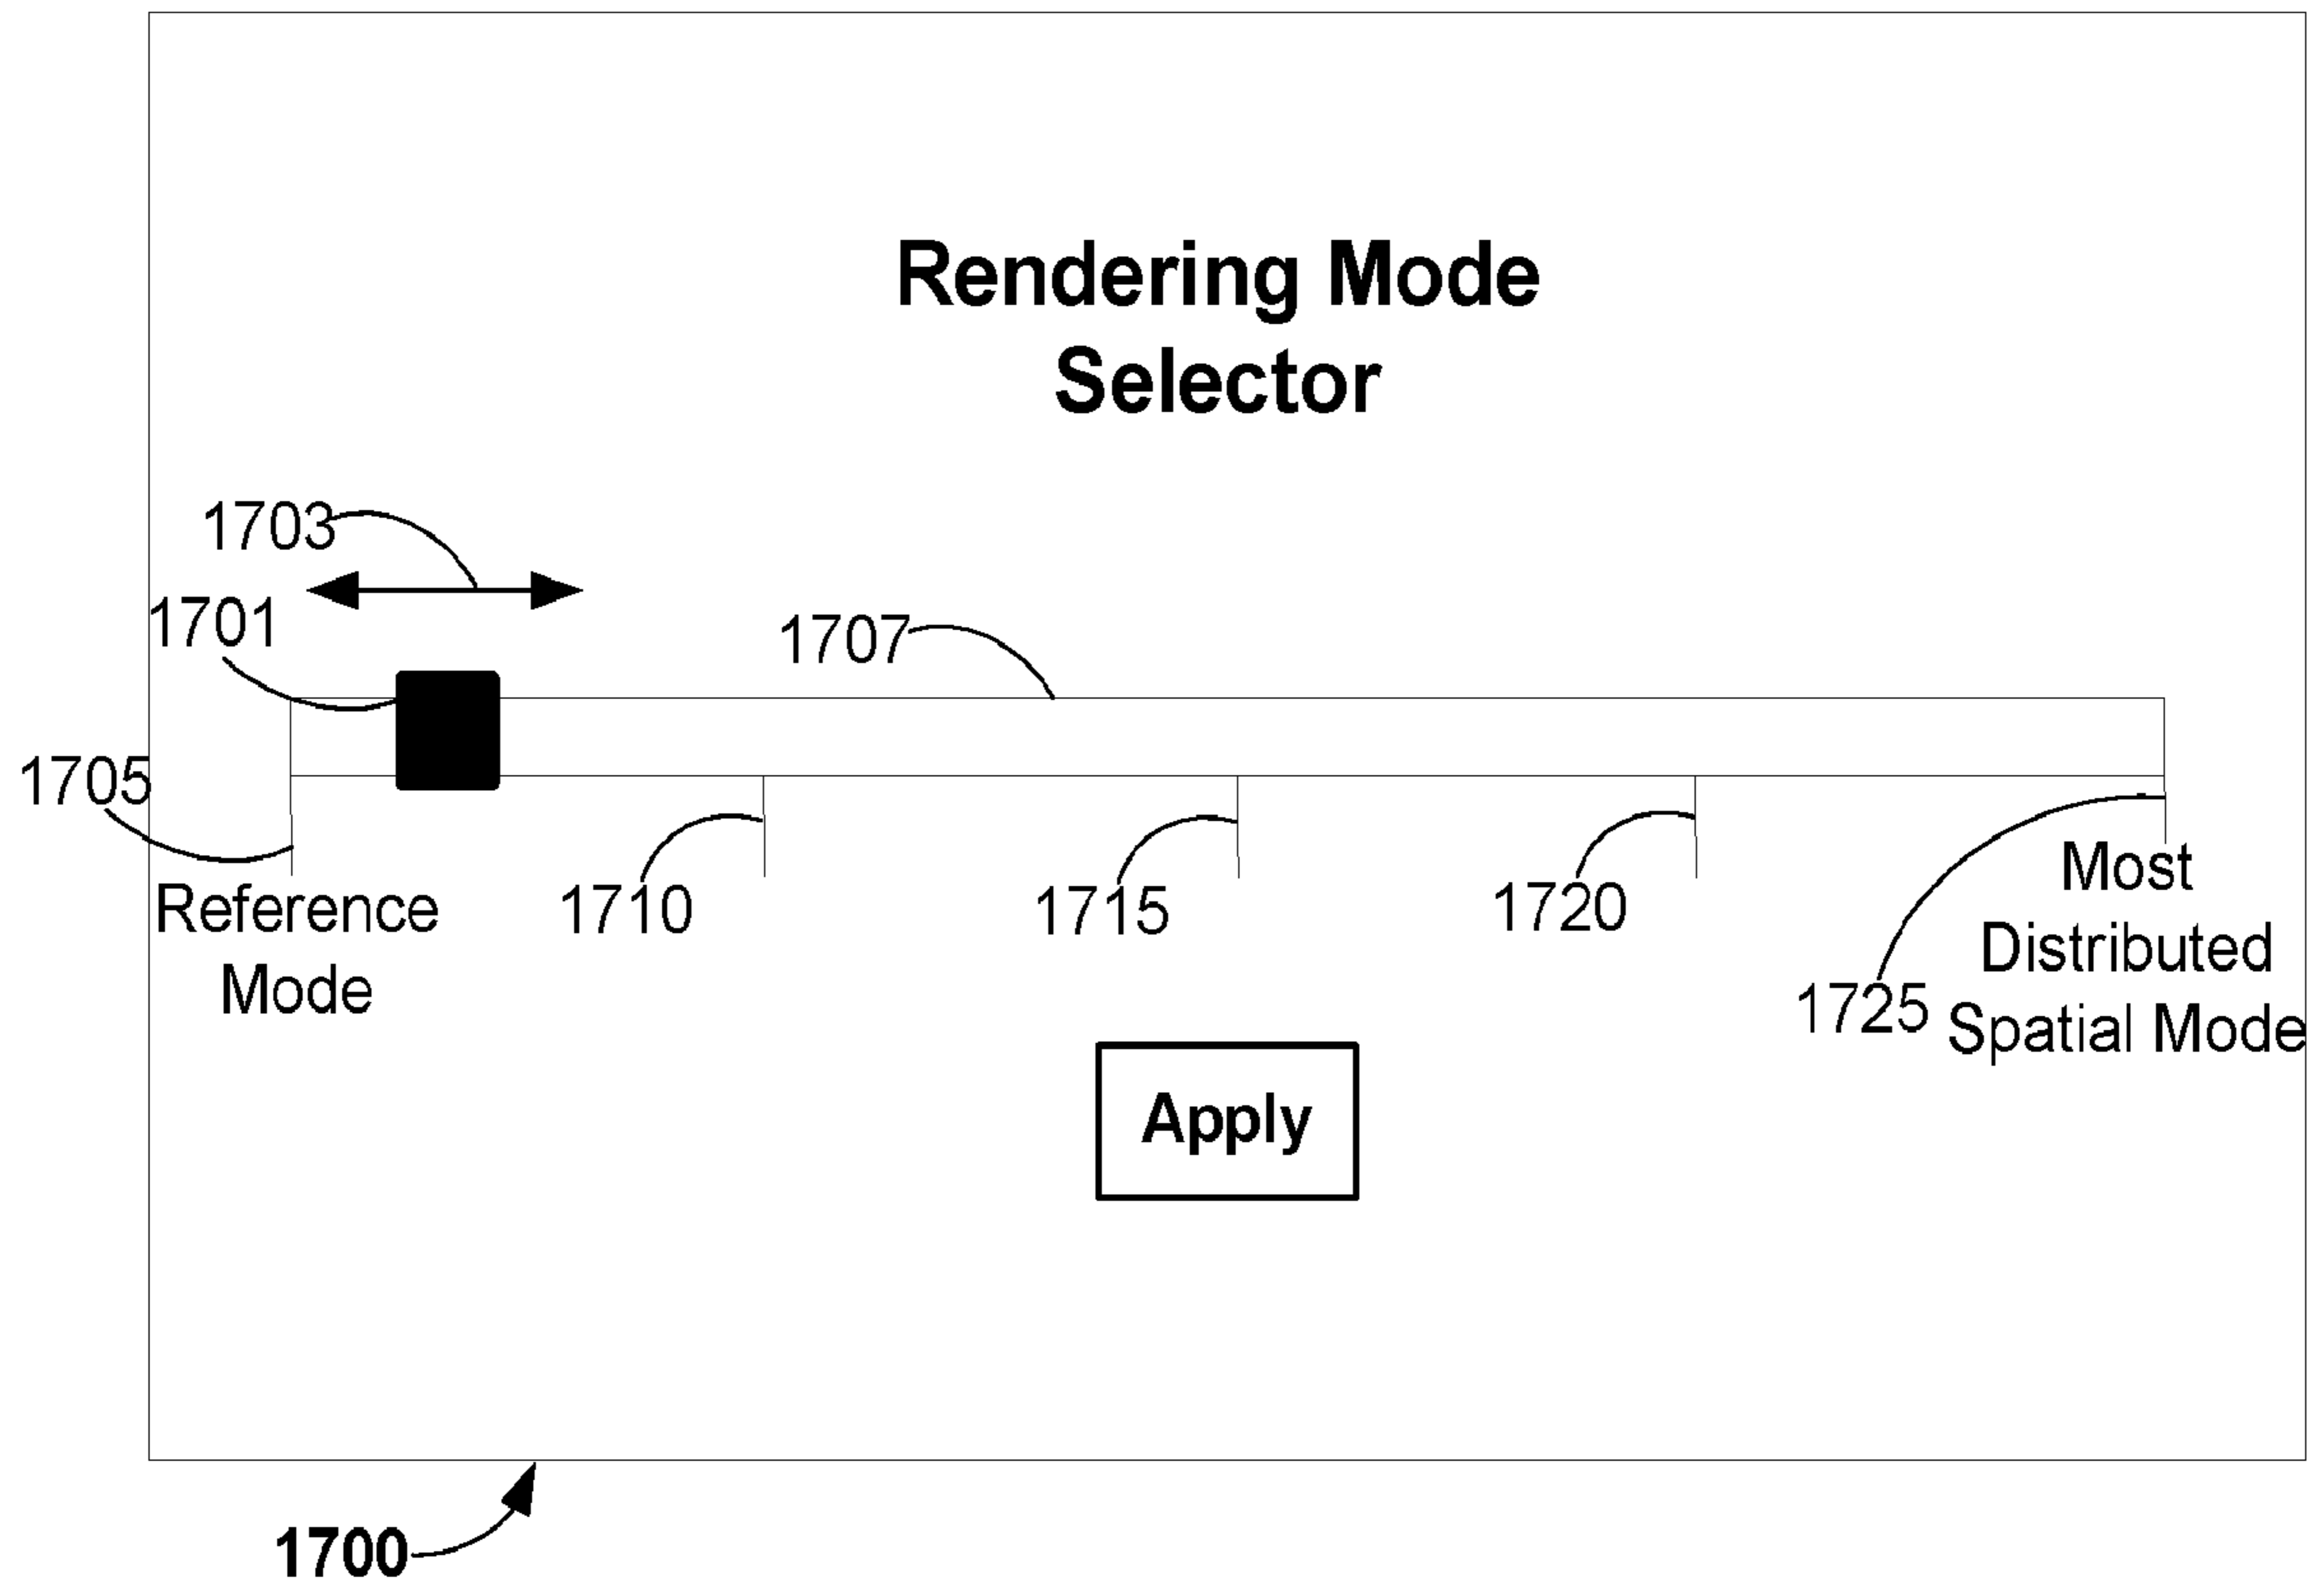 Rendering Mode
Selector
1703
1701
1707
1705
1710
1715
1720
1725
Reference
Mode
Most
Distributed
Spatial Mode
Apply
1700